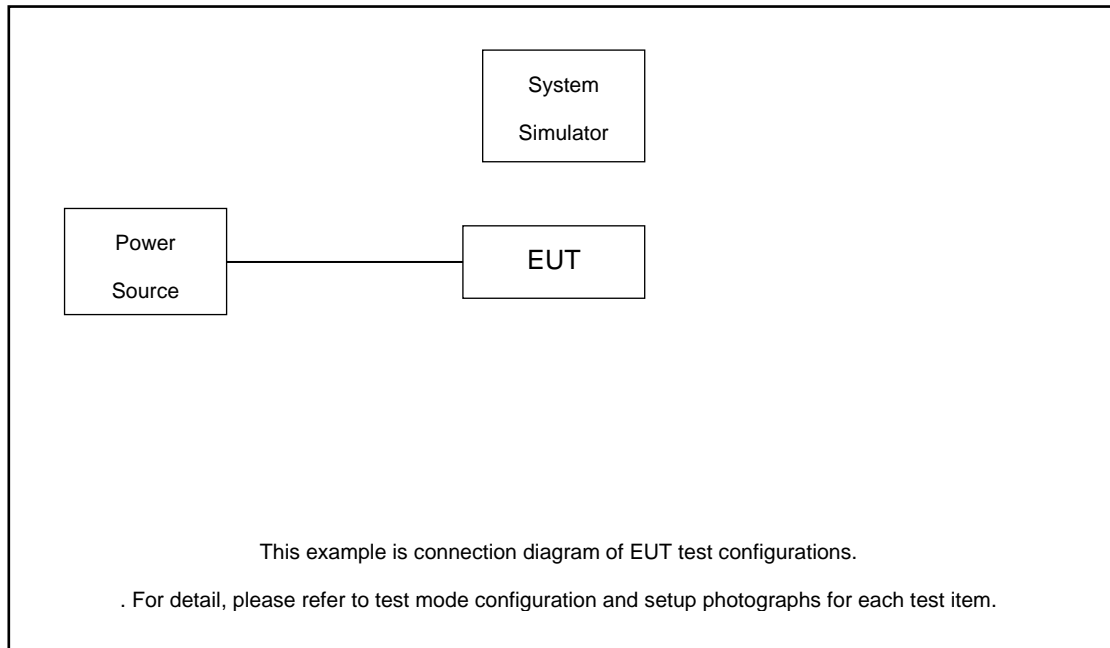 System
Simulator
Power
Source
EUT
This example is connection diagram of EUT test configurations.
. For detail, please refer to test mode configuration and setup photographs for each test item.